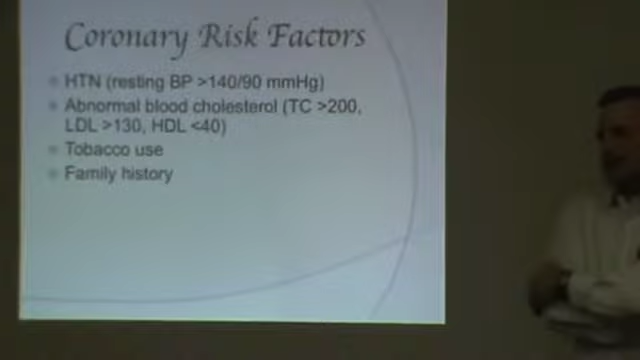 Coronary Risk Factors
HTN (resting BP >140/90 mmHg)
Abnormal blood cholesterol (TC >200,
LDL >130, HDL <40)
Tobacco use
Family history